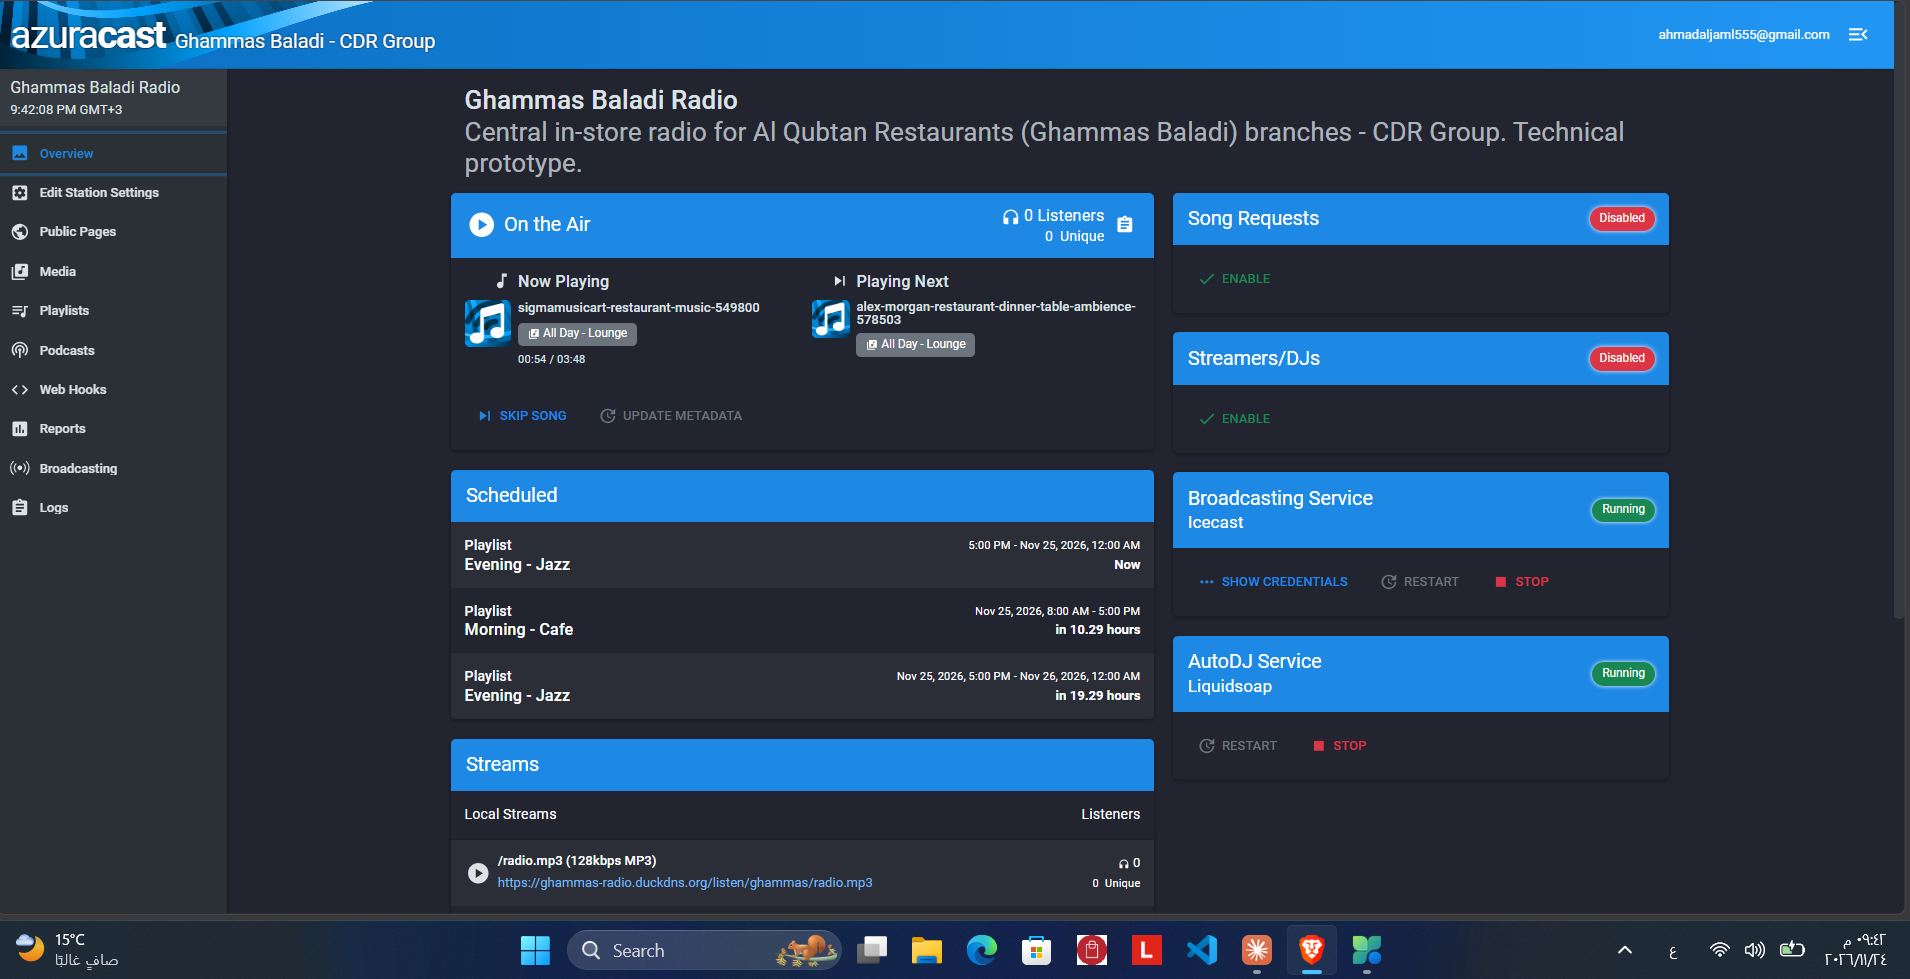 azuracast Ghammas Baladi - CDR Group
ahmadaljaml555@gmail.com
Ghammas Baladi Radio
9:42:08 PM GMT+3
Overview
Edit Station Settings
Public Pages
Media
Playlists
Podcasts
Web Hooks
Reports
Broadcasting
Logs
Ghammas Baladi Radio
Central in-store radio for Al Qubtan Restaurants (Ghammas Baladi) branches - CDR Group. Technical
prototype.
On the Air
0 Listeners
0 Unique
Now Playing
sigmamusicart-restaurant-music-549800
All Day - Lounge
00:54 / 03:48
Playing Next
alex-morgan-restaurant-dinner-table-ambience-
578503
All Day - Lounge
SKIP SONG
UPDATE METADATA
Scheduled
Playlist
Evening - Jazz
5:00 PM - Nov 25, 2026, 12:00 AM
Now
Playlist
Morning - Cafe
Nov 25, 2026, 8:00 AM - 5:00 PM
in 10.29 hours
Playlist
Evening - Jazz
Nov 25, 2026, 5:00 PM - Nov 26, 2026, 12:00 AM
in 19.29 hours
Streams
Local Streams
Listeners
/radio.mp3 (128kbps MP3)
https://ghammas-radio.duckdns.org/listen/ghammas/radio.mp3
0
0 Unique
Song Requests
Disabled
ENABLE
Streamers/DJs
Disabled
ENABLE
Broadcasting Service
Icecast
Running
SHOW CREDENTIALS
RESTART
STOP
AutoDJ Service
Liquidsoap
Running
RESTART
STOP
15°C
صافٍ غالبًا
Search
L
ع
٠٩:٤٢ م
٢٠٢٦/١١/٢٤